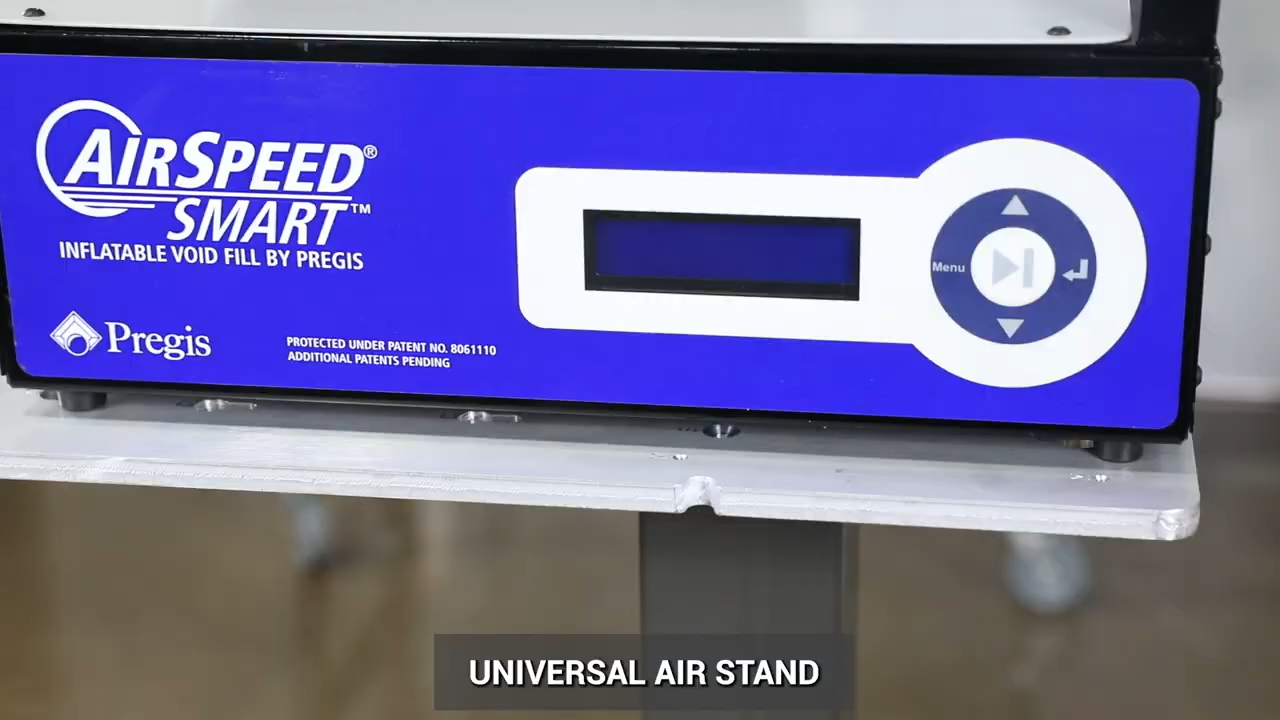 AIRSPEED®
SMART™
INFLATABLE VOID FILL BY PREGIS
Pregis
PROTECTED UNDER PATENT NO. 8061110
ADDITIONAL PATENTS PENDING
Menu
UNIVERSAL AIR STAND